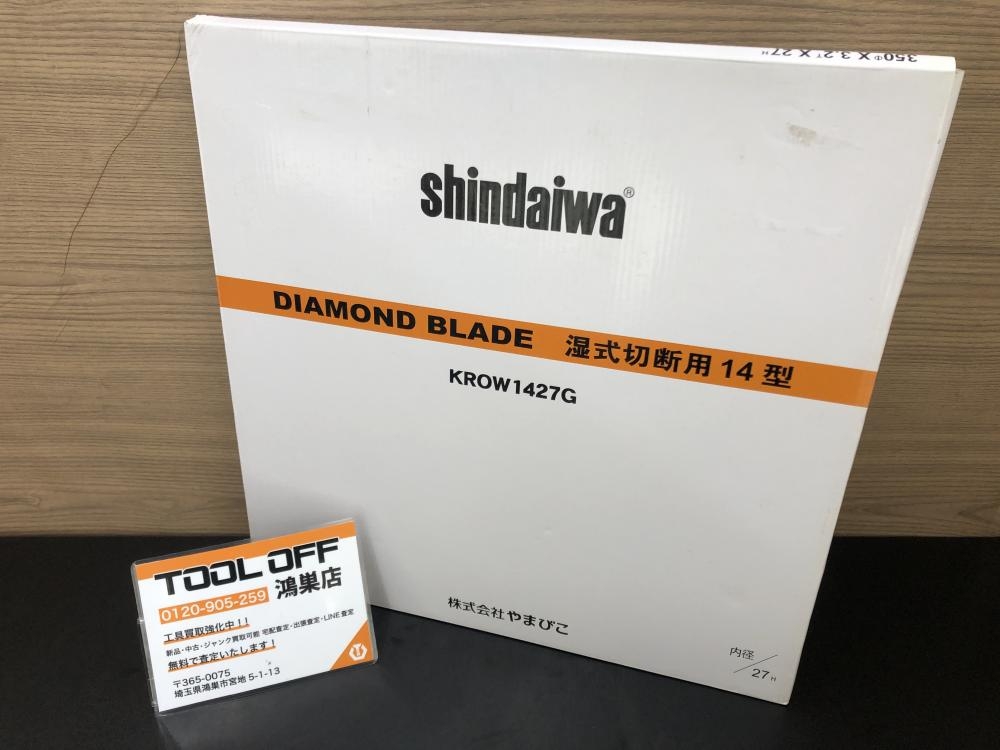 350Φ X 3.2T X 27H
shindaiwa®
DIAMOND BLADE 湿式切断用 14 型
KROW1427G
株式会社やまびこ
内径/27H
TOOL OFF
0120-905-259 鴻巣店
工具買取強化中!!
新品・中古・ジャンク買取可能 宅配査定・出張査定・LINE査定
無料で査定いたします!
〒365-0075
埼玉県鴻巣市宮地 5-1-13